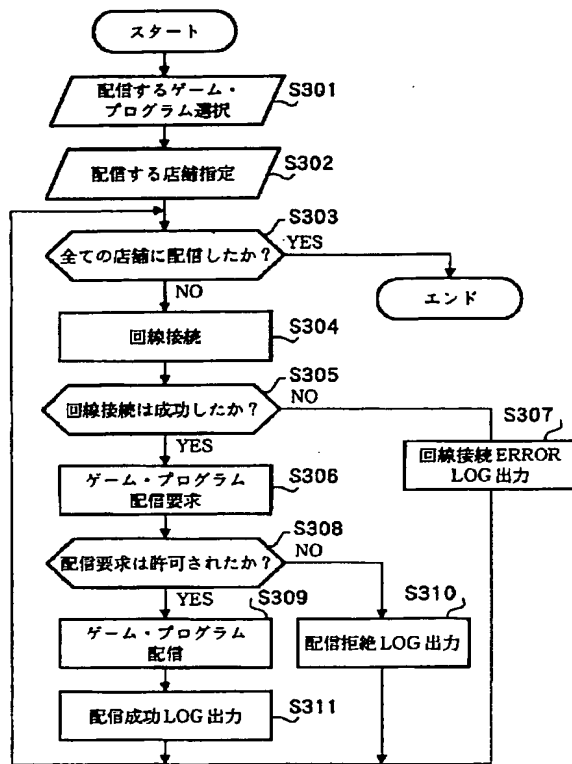 スタート
配信するゲーム・
プログラム選択
S301
配信する店舗指定
S302
全ての店舗に配信したか?
S303
YES
エンド
NO
回線接続
S304
回線接続は成功したか?
S305
NO
YES
回線接続ERROR
LOG出力
S307
ゲーム・プログラム
配信要求
S306
配信要求は許可されたか?
S308
NO
YES
ゲーム・プログラム
配信
S309
配信拒絶LOG出力
S310
配信成功LOG出力
S311